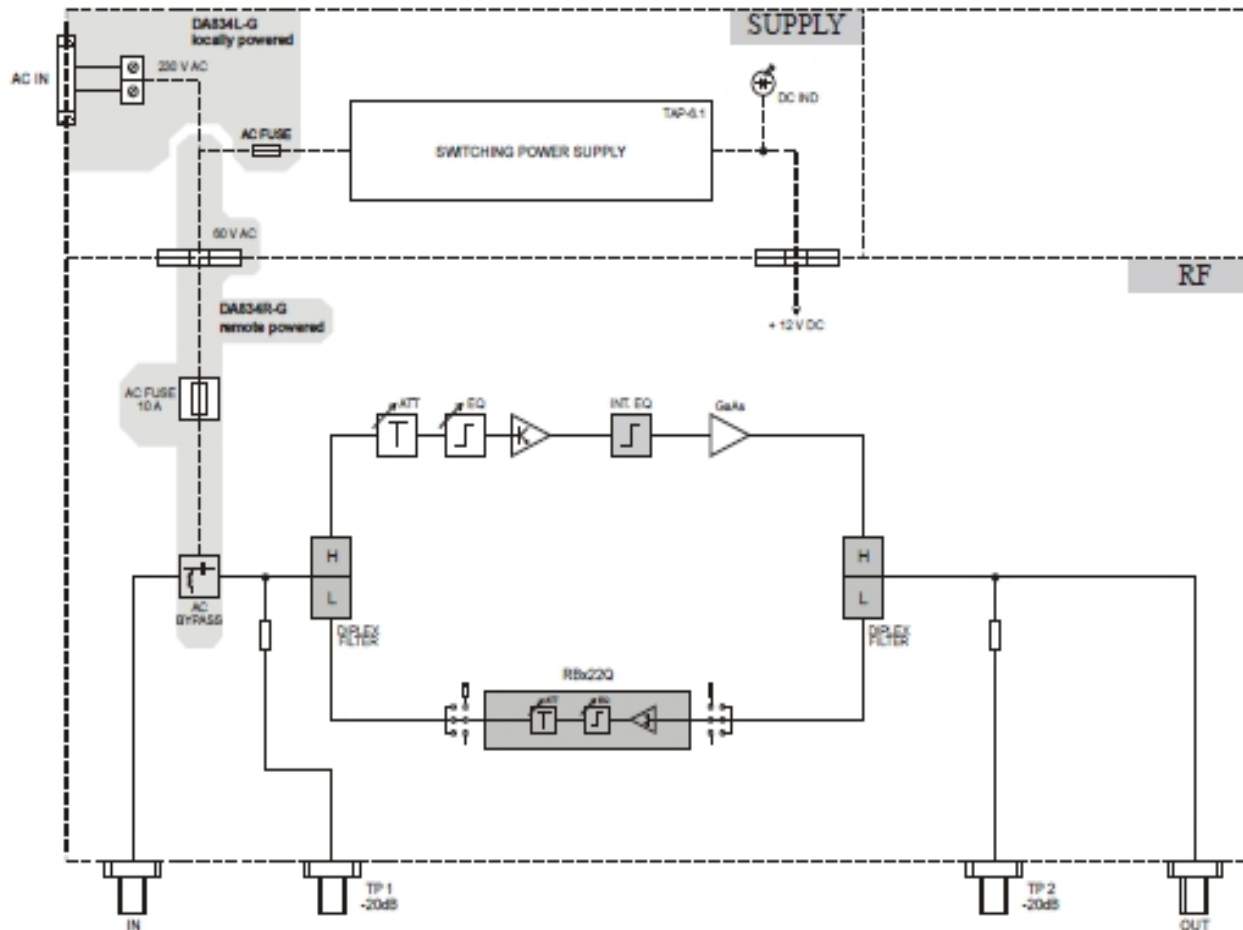 DA834L-G
locally powered
SUPPLY
AC IN
230 V AC
DC IND
TAP-6.1
AC FUSE
SWITCHING POWER SUPPLY
60 V AC
RF
DA834R-G
remote powered
+ 12 V DC
AC FUSE
10 A
ATT
EQ
INT. EQ
GaAs
H
L
H
L
AC
BYPASS
DIPLEX
FILTER
DIPLEX
FILTER
RBx22Q
ATT
EQ
TP 1
-20dB
TP 2
-20dB
IN
OUT